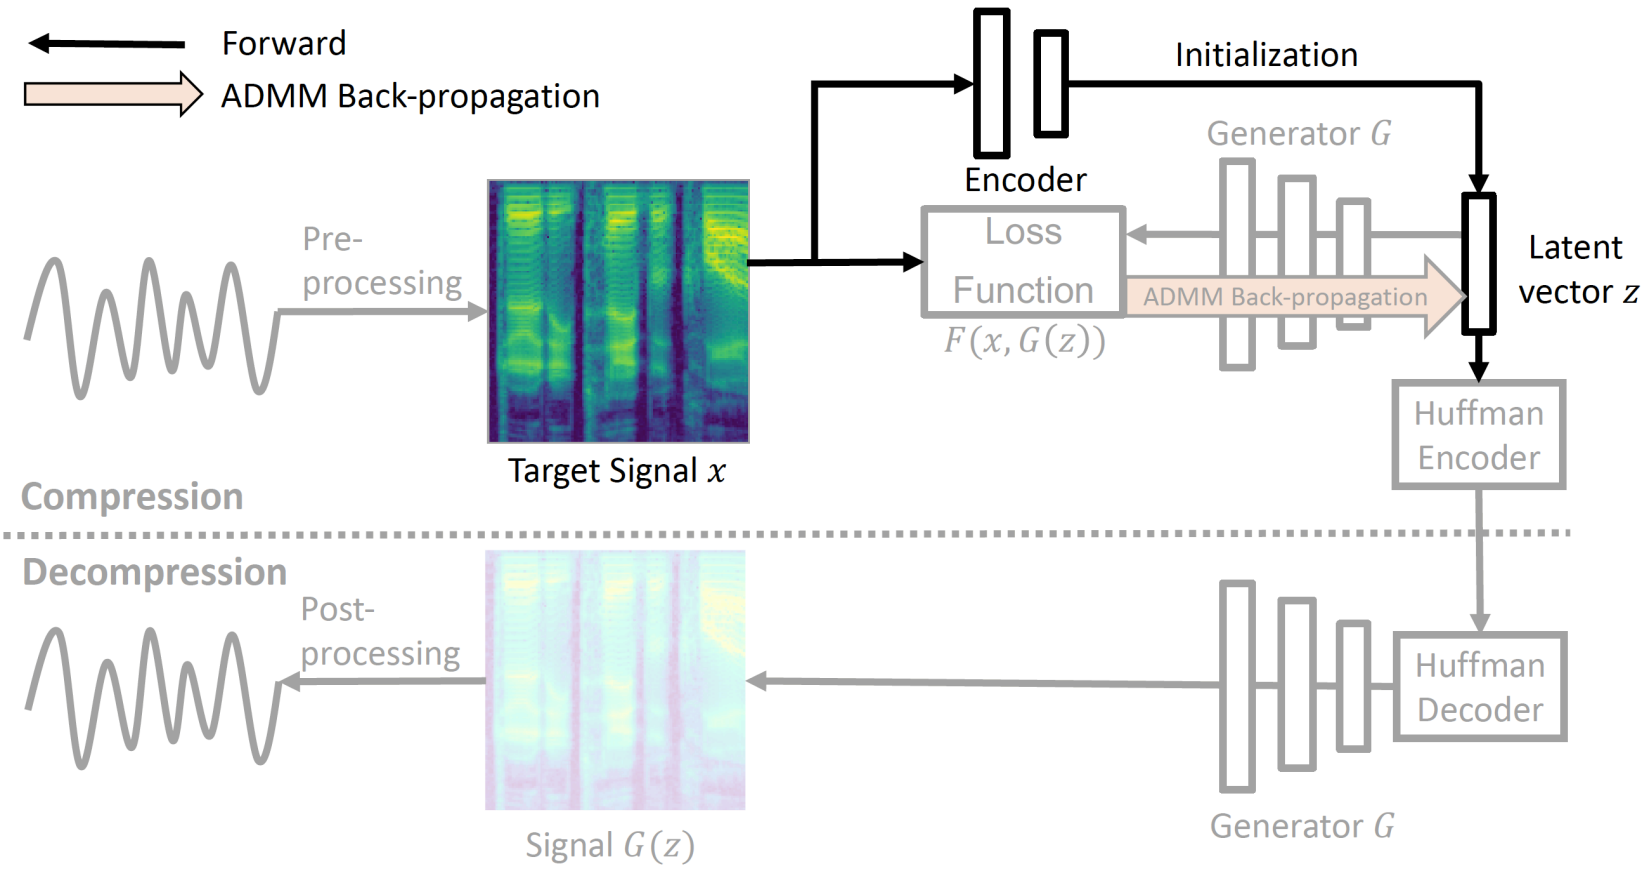 Forward
ADMM Back-propagation
Initialization
Generator G
Encoder
Pre-
processing
Loss
Function
F(x, G(z))
ADMM Back-propagation
Latent
vector z
Huffman
Encoder
Target Signal x
Compression
Decompression
Post-
processing
Huffman
Decoder
Signal G(z)
Generator G